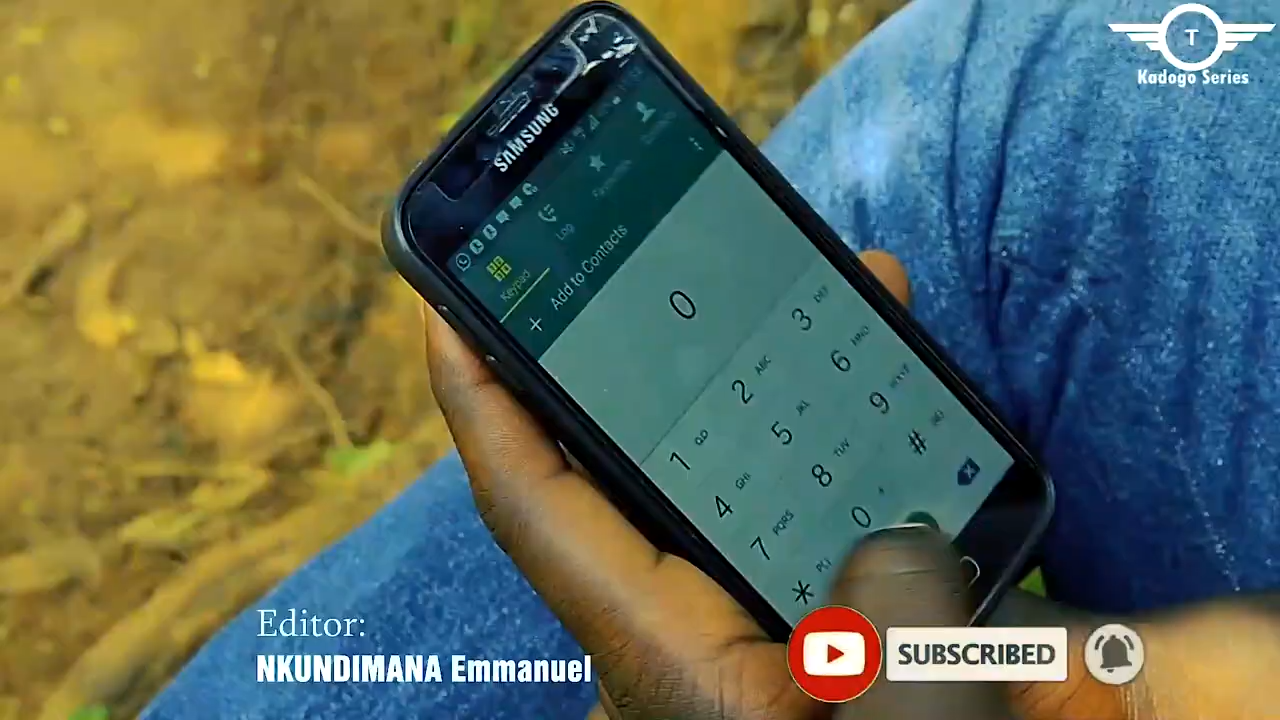 T
Kadogo Series
SAMSUNG
Keypad
Log
Favourites
+ Add to Contacts
0
1
2 ABC
3 DEF
4 GHI
5 JKL
6 MNO
7 PQRS
8 TUV
9 WXYZ
*
0
#
Editor:
NKUNDIMANA Emmanuel
SUBSCRIBED